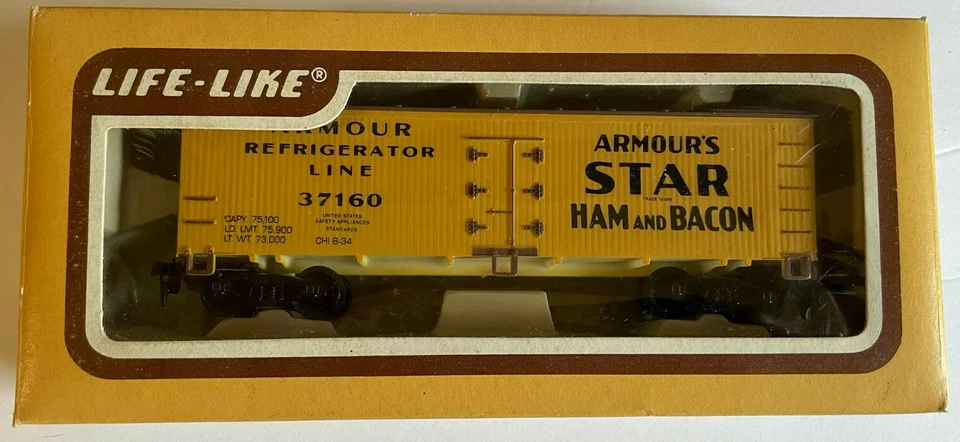 LIFE-LIKE®
ARMOUR
REFRIGERATOR
LINE
37160
CAPY. 75,100
LD. LMT. 75,900
LT. WT. 73,000
UNITED STATES
SAFETY APPLIANCES
STANDARDS
CHI 8-34
ARMOUR'S
STAR
TRADE MARK
HAM AND BACON